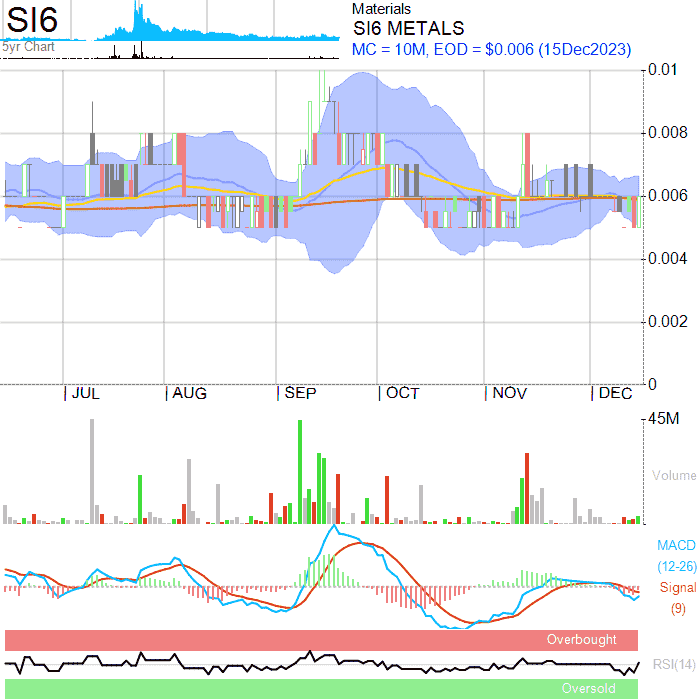 SI6
5yr Chart
Materials
SI6 METALS
MC = 10M, EOD = $0.006 (15Dec2023)
0.01
0.008
0.006
0.004
0.002
0
JUL AUG SEP OCT NOV DEC
45M
Volume
MACD
(12-26)
Signal
(9)
Overbought
RSI(14)
Oversold